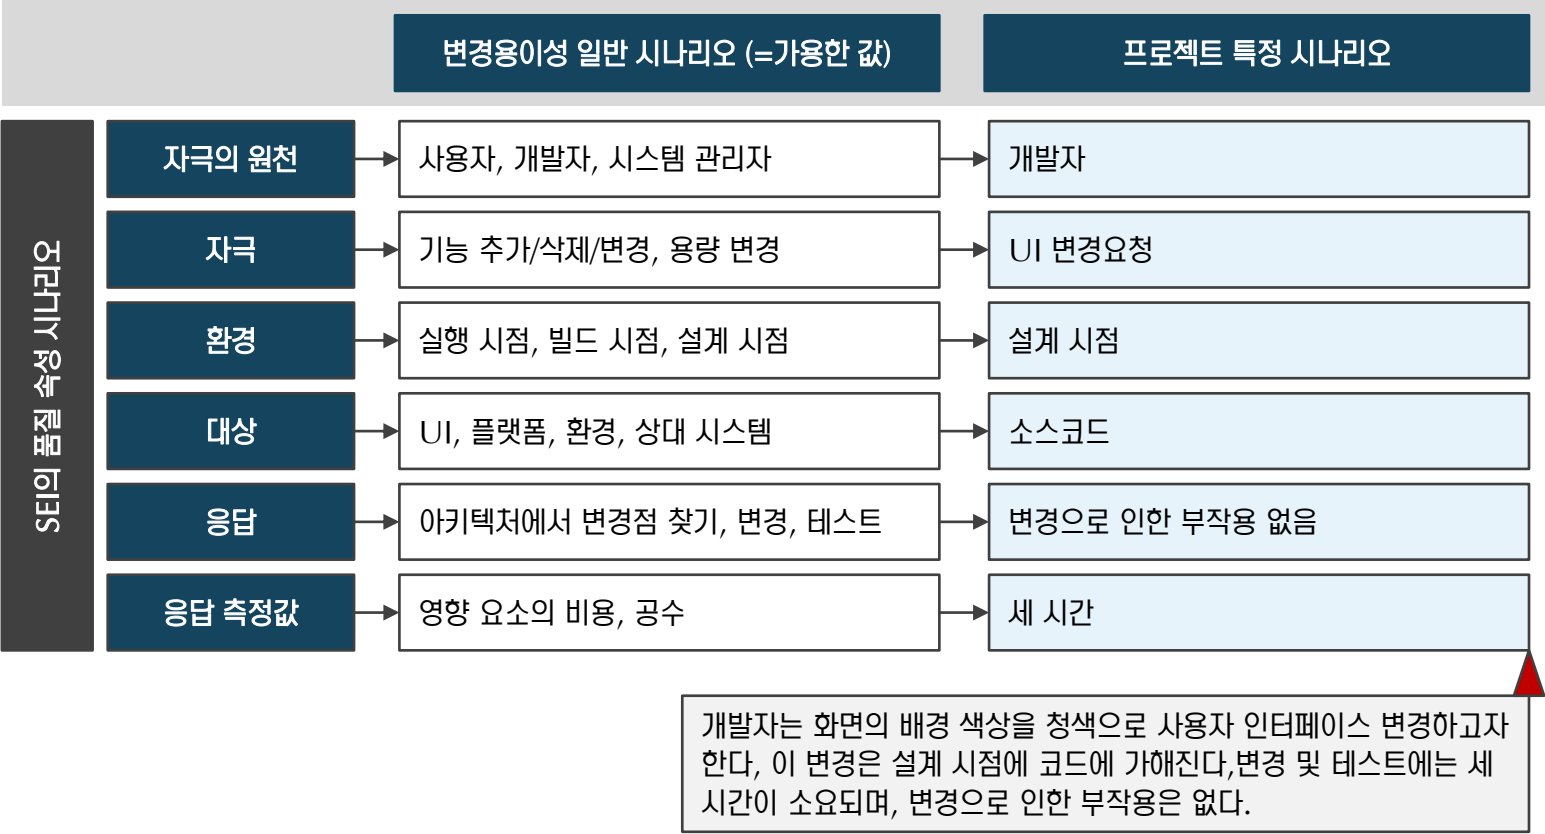 변경용이성 일반 시나리오 (=가용한 값)
프로젝트 특정 시나리오
SEI의 품질 속성 시나리오
자극의 원천
사용자, 개발자, 시스템 관리자
개발자
자극
기능 추가/삭제/변경, 용량 변경
UI 변경요청
환경
실행 시점, 빌드 시점, 설계 시점
설계 시점
대상
UI, 플랫폼, 환경, 상대 시스템
소스코드
응답
아키텍처에서 변경점 찾기, 변경, 테스트
변경으로 인한 부작용 없음
응답 측정값
영향 요소의 비용, 공수
세 시간
개발자는 화면의 배경 색상을 청색으로 사용자 인터페이스 변경하고자
한다, 이 변경은 설계 시점에 코드에 가해진다,변경 및 테스트에는 세
시간이 소요되며, 변경으로 인한 부작용은 없다.